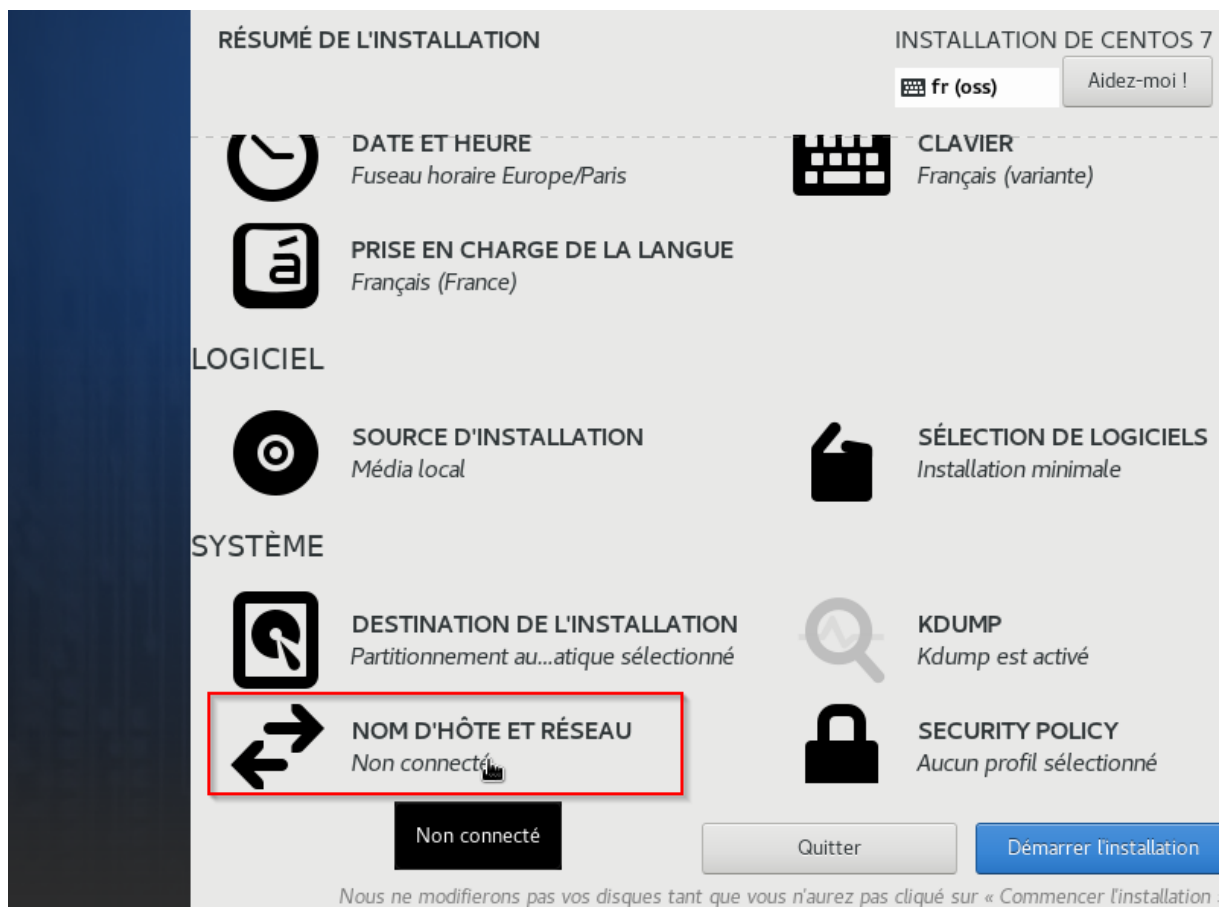 RÉSUMÉ DE L'INSTALLATION
INSTALLATION DE CENTOS 7
fr (oss)
Aidez-moi !
DATE ET HEURE
Fuseau horaire Europe/Paris
CLAVIER
Français (variante)
á
PRISE EN CHARGE DE LA LANGUE
Français (France)
LOGICIEL
SOURCE D'INSTALLATION
Média local
SÉLECTION DE LOGICIELS
Installation minimale
SYSTÈME
DESTINATION DE L'INSTALLATION
Partitionnement au...atique sélectionné
KDUMP
Kdump est activé
NOM D'HÔTE ET RÉSEAU
Non connecté
SECURITY POLICY
Aucun profil sélectionné
Non connecté
Quitter
Démarrer l'installation
Nous ne modifierons pas vos disques tant que vous n'aurez pas cliqué sur « Commencer l'installation